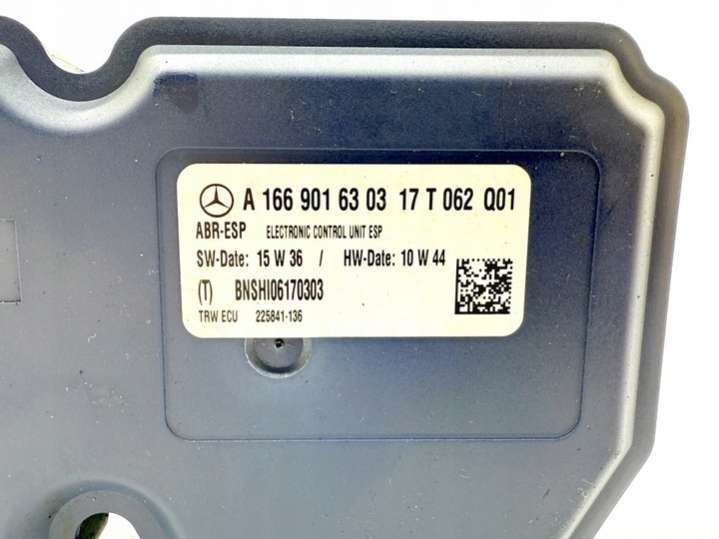 A 166 901 63 03 17 T 062 Q01
ABR-ESP ELECTRONIC CONTROL UNIT ESP
SW-Date: 15 W 36 / HW-Date: 10 W 44
(T) BNSHI06170303
TRW ECU 225841-136